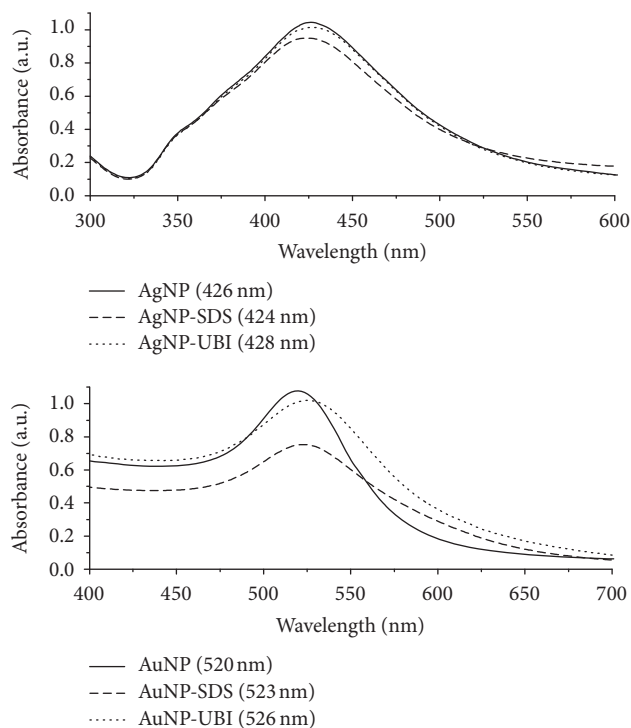 Absorbance (a.u.)
1.0
0.8
0.6
0.4
0.2
0.0
300 350 400 450 500 550 600
Wavelength (nm)
AgNP (426 nm)
AgNP-SDS (424 nm)
AgNP-UBI (428 nm)
Absorbance (a.u.)
1.0
0.8
0.6
0.4
0.2
0.0
400 450 500 550 600 650 700
Wavelength (nm)
AuNP (520 nm)
AuNP-SDS (523 nm)
AuNP-UBI (526 nm)